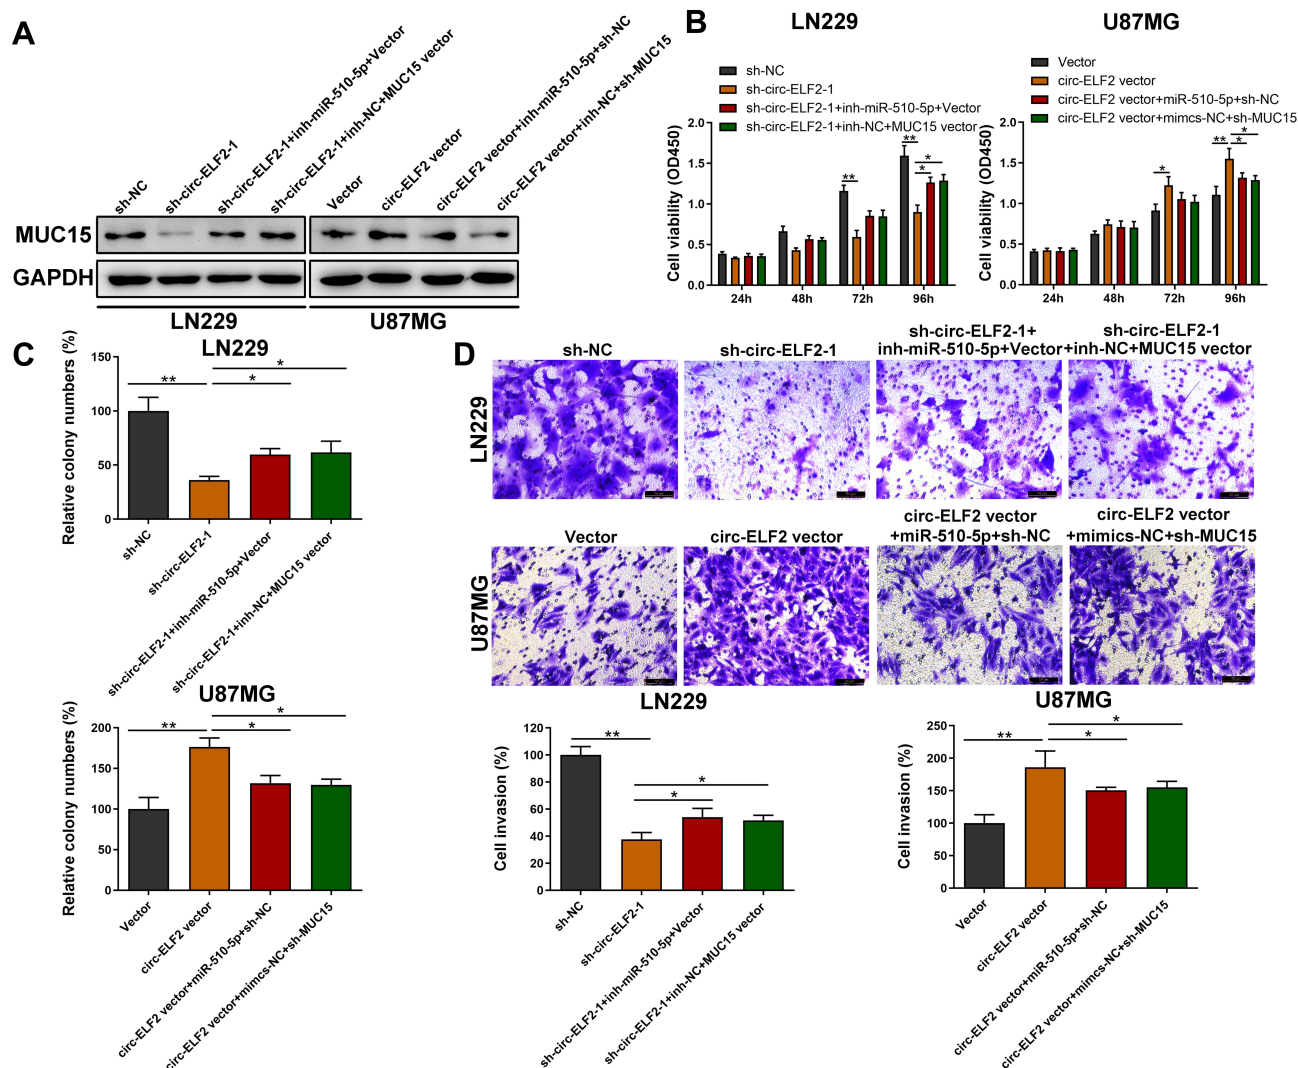 A
sh-NC
sh-circ-ELF2-1
sh-circ-ELF2-1+inh-miR-510-5p+Vector
sh-circ-ELF2-1+inh-NC+MUC15 vector
Vector
circ-ELF2 vector
circ-ELF2 vector+inh-miR-510-5p+sh-NC
circ-ELF2 vector+inh-NC+sh-MUC15
MUC15
GAPDH
LN229
U87MG
B
LN229
sh-NC
sh-circ-ELF2-1
sh-circ-ELF2-1+inh-miR-510-5p+Vector
sh-circ-ELF2-1+inh-NC+MUC15 vector
Cell viability (OD450)
2.0
1.5
1.0
0.5
0.0
**
**
*
*
24h
48h
72h
96h
U87MG
Vector
circ-ELF2 vector
circ-ELF2 vector+miR-510-5p+sh-NC
circ-ELF2 vector+mimcs-NC+sh-MUC15
Cell viability (OD450)
2.0
1.5
1.0
0.5
0.0
*
**
*
*
24h
48h
72h
96h
C
LN229
Relative colony numbers (%)
150
100
50
0
**
*
*
sh-NC
sh-circ-ELF2-1
sh-circ-ELF2-1+inh-miR-510-5p+Vector
sh-circ-ELF2-1+inh-NC+MUC15 vector
U87MG
Relative colony numbers (%)
200
150
100
50
0
**
*
*
Vector
circ-ELF2 vector
circ-ELF2 vector+miR-510-5p+sh-NC
circ-ELF2 vector+mimcs-NC+sh-MUC15
D
sh-NC
sh-circ-ELF2-1
sh-circ-ELF2-1+
inh-miR-510-5p+Vector
sh-circ-ELF2-1
+inh-NC+MUC15 vector
LN229
Vector
circ-ELF2 vector
circ-ELF2 vector
+miR-510-5p+sh-NC
circ-ELF2 vector
+mimics-NC+sh-MUC15
U87MG
LN229
Cell invasion (%)
120
100
80
60
40
20
0
**
*
*
sh-NC
sh-circ-ELF2-1
sh-circ-ELF2-1+inh-miR-510-5p+Vector
sh-circ-ELF2-1+inh-NC+MUC15 vector
U87MG
Cell invasion (%)
250
200
150
100
50
0
**
*
*
Vector
circ-ELF2 vector
circ-ELF2 vector+miR-510-5p+sh-NC
circ-ELF2 vector+mimcs-NC+sh-MUC15